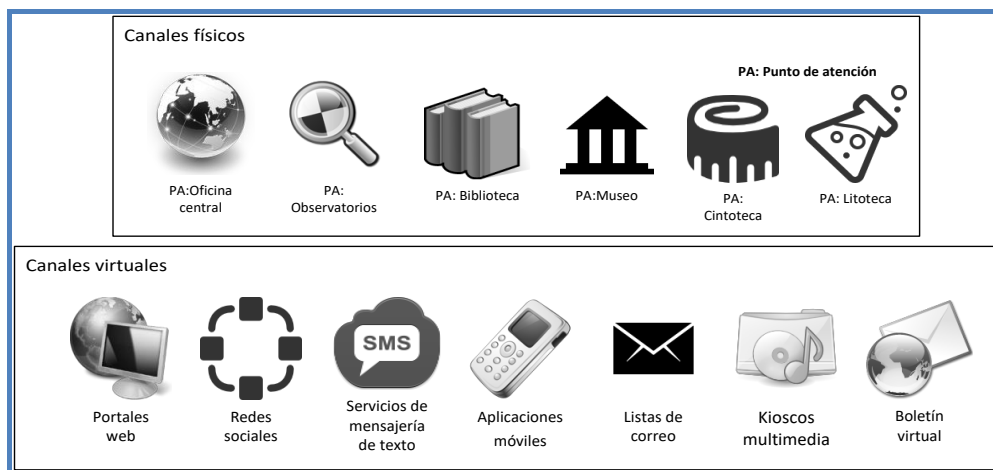 Canales físicos
PA: Punto de atención
PA:Oficina
central
PA:
Observatorios
PA: Biblioteca
PA:Museo
PA:
Cintoteca
PA: Litoteca
Canales virtuales
SMS
Portales
web
Redes
sociales
Servicios de
mensajería
de texto
Aplicaciones
móviles
Listas de
correo
Kioscos
multimedia
Boletín
virtual